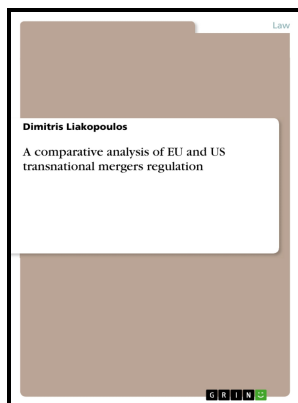 Law
Dimitris Liakopoulos
A comparative analysis of EU and US
transnational mergers regulation
GRIN